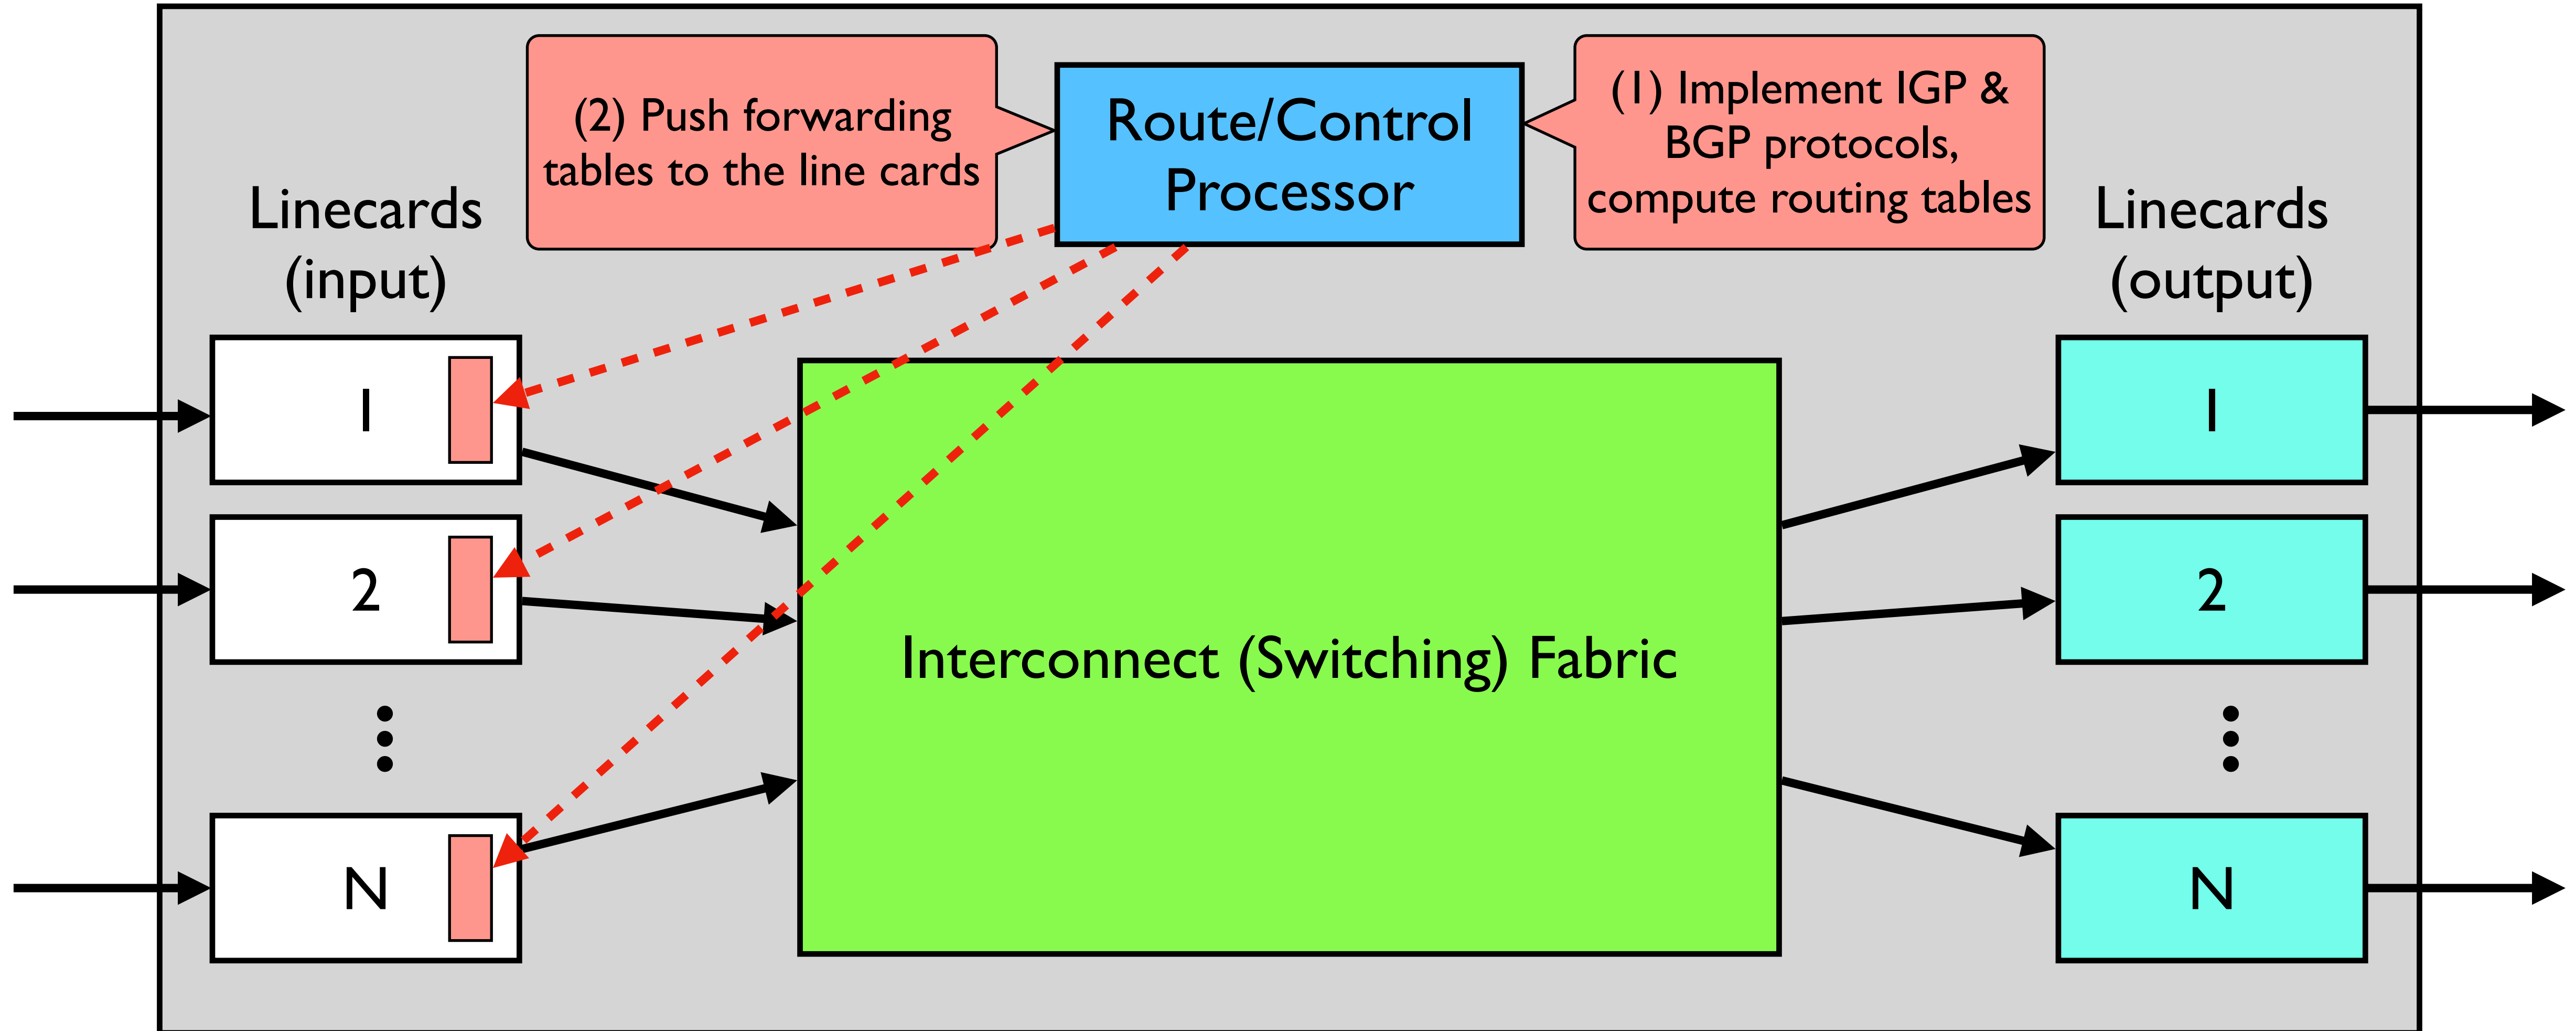 (2) Push forwarding
tables to the line cards
Route/Control
Processor
(1) Implement IGP &
BGP protocols,
compute routing tables
Linecards
(input)
Linecards
(output)
1
2
N
Interconnect (Switching) Fabric
1
2
N